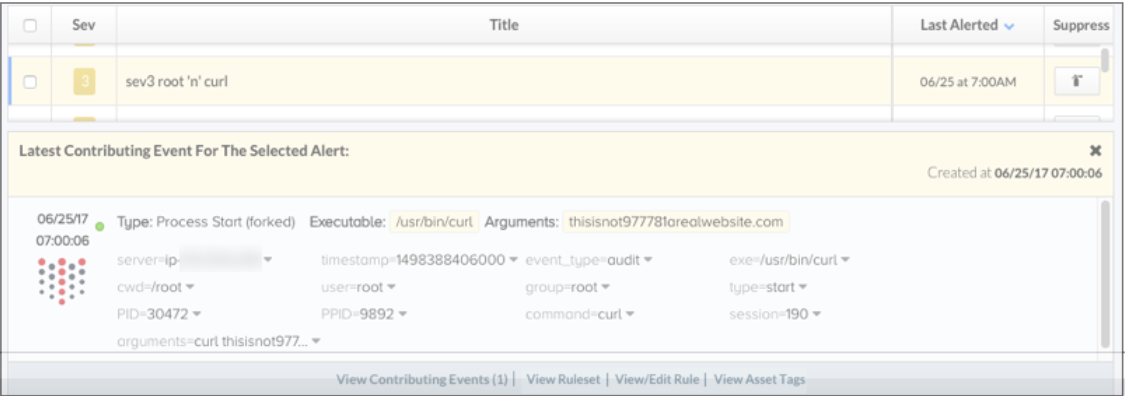 Sev Title Last Alerted Suppress
3 sev3 root 'n' curl 06/25 at 7:00AM
Latest Contributing Event For The Selected Alert:
Created at 06/25/17 07:00:06
06/25/17 Type: Process Start (forked) Executable: /usr/bin/curl Arguments: thisisnot977781arealwebsite.com
07:00:06
server=ip- timestamp=1498388406000 event_type=audit exe=/usr/bin/curl
cwd=/root user=root group=root type=start
PID=30472 PPID=9892 command=curl session=190
arguments=curl thisisnot977...
View Contributing Events (1) | View Ruleset | View/Edit Rule | View Asset Tags